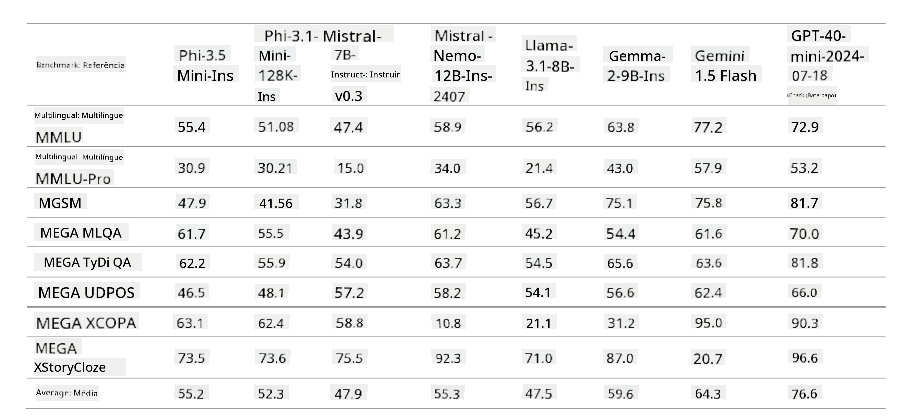 Benchmark: Referência Phi-3.5 Mini-Ins Phi-3.1-Mini-128K-Ins Mistral-7B-Instruct-: Instruir v0.3 Mistral-Nemo-12B-Ins-2407 Llama-3.1-8B-Ins Gemma-2-9B-Ins Gemini 1.5 Flash GPT-40-mini-2024-07-18
Multilingual: Multilingue MMLU 55.4 51.08 47.4 58.9 56.2 63.8 77.2 72.9
Multilingual: Multilíngue MMLU-Pro 30.9 30.21 15.0 34.0 21.4 43.0 57.9 53.2
MGSM 47.9 41.56 31.8 63.3 56.7 75.1 75.8 81.7
MEGA MLQA 61.7 55.5 43.9 61.2 45.2 54.4 61.6 70.0
MEGA TyDi QA 62.2 55.9 54.0 63.7 54.5 65.6 63.6 81.8
MEGA UDPOS 46.5 48.1 57.2 58.2 54.1 56.6 62.4 66.0
MEGA XCOPA 63.1 62.4 58.8 10.8 21.1 31.2 95.0 90.3
MEGA XStoryCloze 73.5 73.6 75.5 92.3 71.0 87.0 20.7 96.6
Average: Média 55.2 52.3 47.9 55.3 47.5 59.6 64.3 76.6